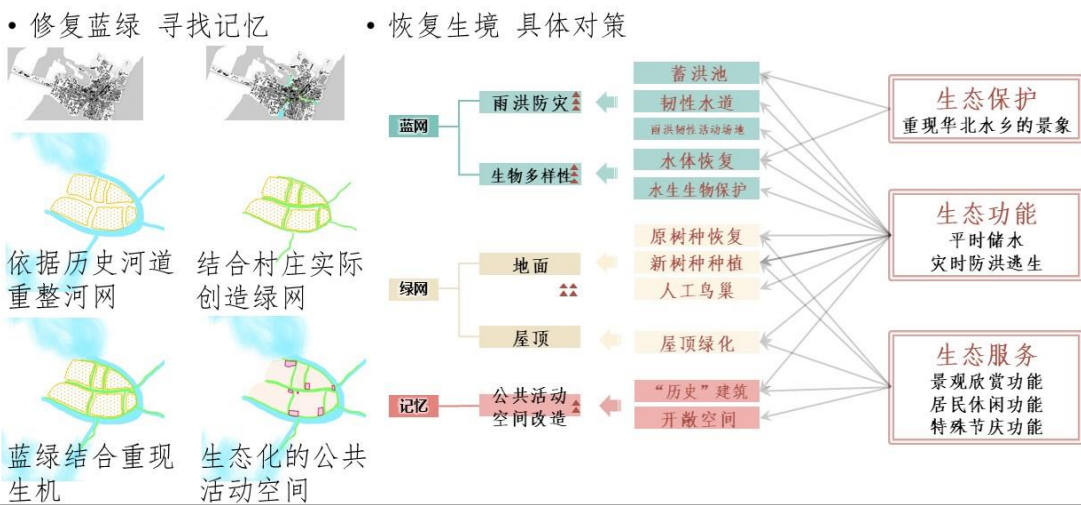 • 修复蓝绿 寻找记忆
依据历史河道
重整河网
结合村庄实际
创造绿网
蓝绿结合重现
生机
生态化的公共
活动空间
• 恢复生境 具体对策
蓝网
雨洪防灾
生物多样性
蓄洪池
韧性水道
雨洪韧性活动场地
水体恢复
水生生物保护
绿网
地面
屋顶
原树种恢复
新树种种植
人工鸟巢
屋顶绿化
记忆
公共活动
空间改造
“历史”建筑
开敞空间
生态保护
重现华北水乡的景象
生态功能
平时储水
灾时防洪逃生
生态服务
景观欣赏功能
居民休闲功能
特殊节庆功能